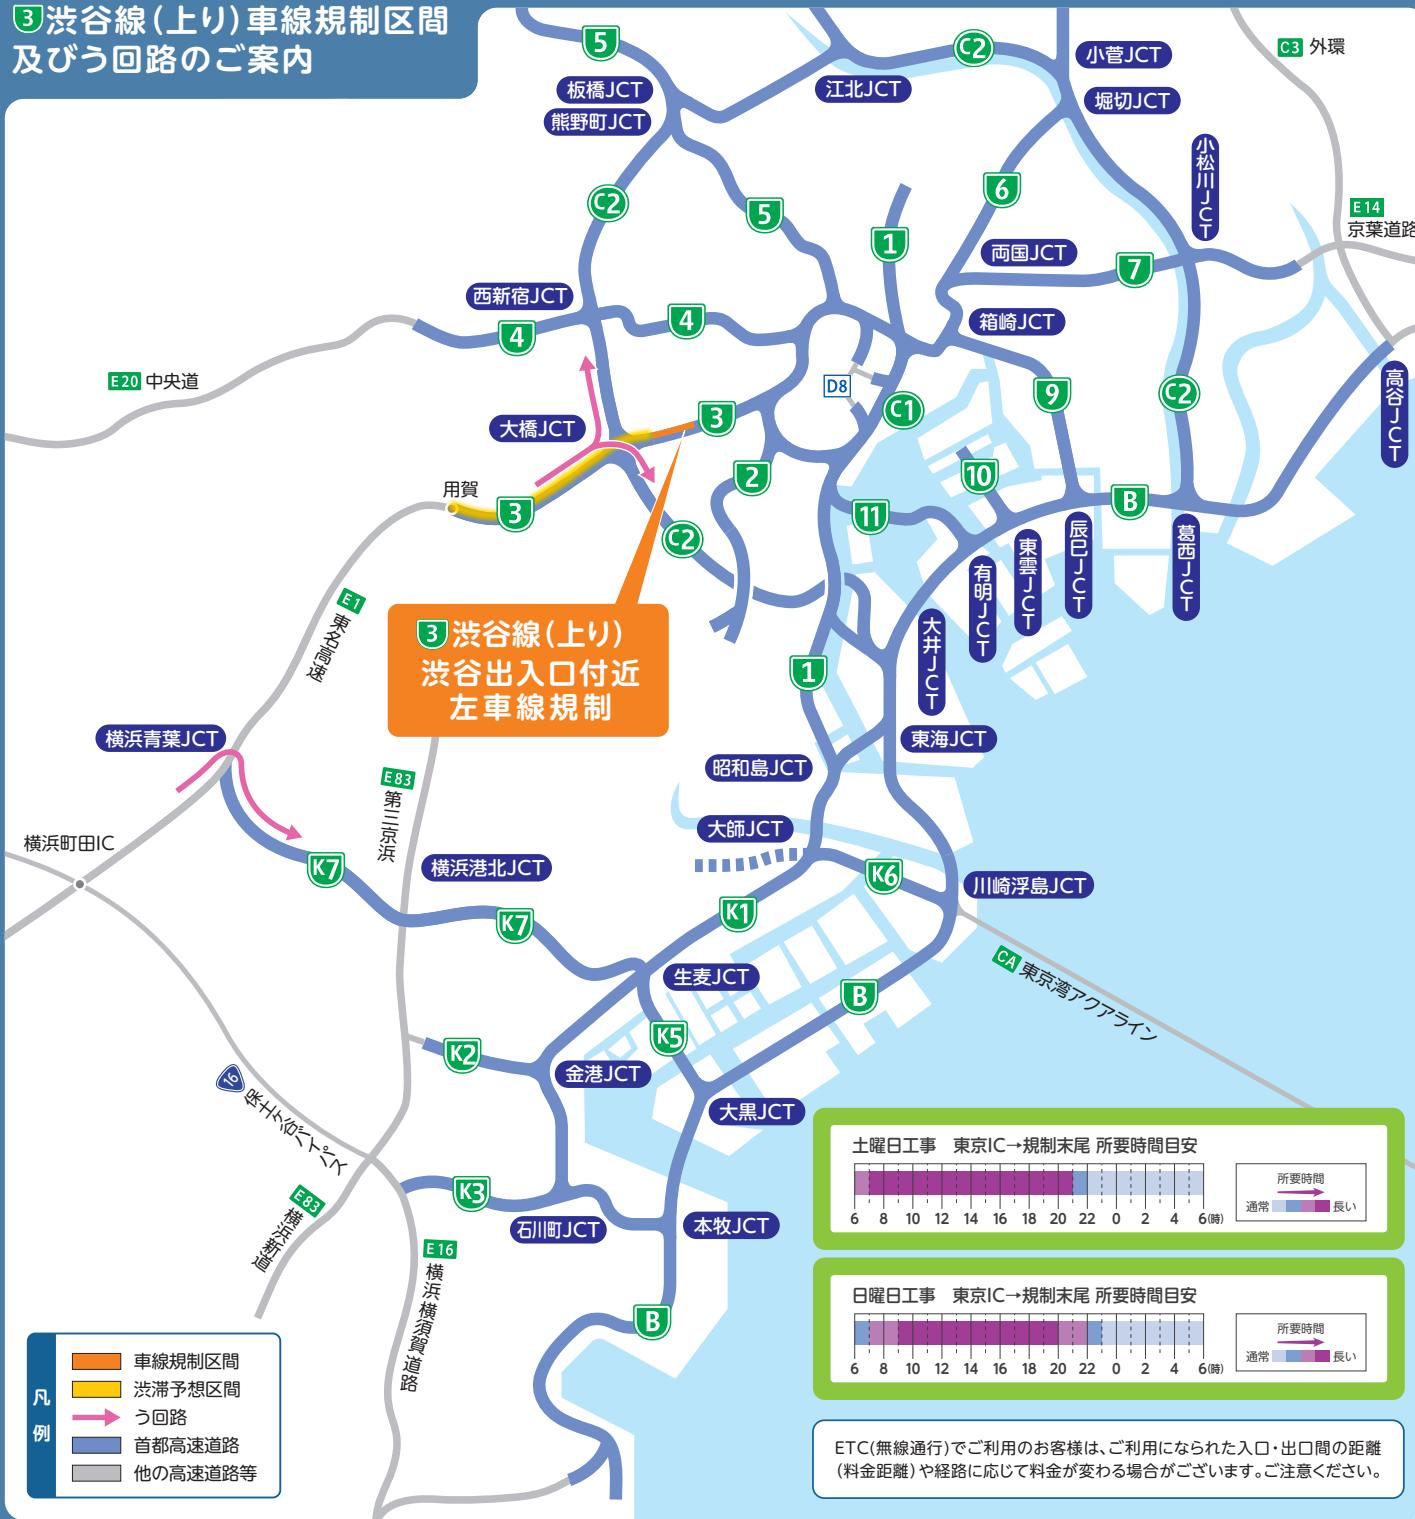 3 渋谷線(上り)車線規制区間
及びう回路のご案内
5
C2
小菅JCT
C3 外環
板橋JCT
江北JCT
堀切JCT
熊野町JCT
小松川JCT
C2
6
5
E14
京葉道路
1
両国JCT
7
西新宿JCT
4
4
箱崎JCT
E20 中央道
D8
9
C2
高谷JCT
C1
大橋JCT
3
用賀
2
10
B
3
11
C2
辰巳JCT
葛西JCT
東雲JCT
有明JCT
大井JCT
E1
東名高速
3 渋谷線(上り)
渋谷出入口付近
左車線規制
1
横浜青葉JCT
東海JCT
昭和島JCT
E83
第三京浜
横浜町田IC
大師JCT
K7
横浜港北JCT
K6
川崎浮島JCT
K7
K1
CA 東京湾アクアライン
生麦JCT
B
K5
K2
金港JCT
16
保土ケ谷バイパス
大黒JCT
K3
E83
横浜新道
石川町JCT
本牧JCT
E16
横浜横須賀道路
B
土曜日工事 東京IC→規制末尾 所要時間目安
6 8 10 12 14 16 18 20 22 0 2 4 6(時)
所要時間
通常 長い
日曜日工事 東京IC→規制末尾 所要時間目安
6 8 10 12 14 16 18 20 22 0 2 4 6(時)
所要時間
通常 長い
凡例
車線規制区間
渋滞予想区間
う回路
首都高速道路
他の高速道路等
ETC(無線通行)でご利用のお客様は、ご利用になられた入口・出口間の距離
(料金距離)や経路に応じて料金が変わる場合がございます。ご注意ください。